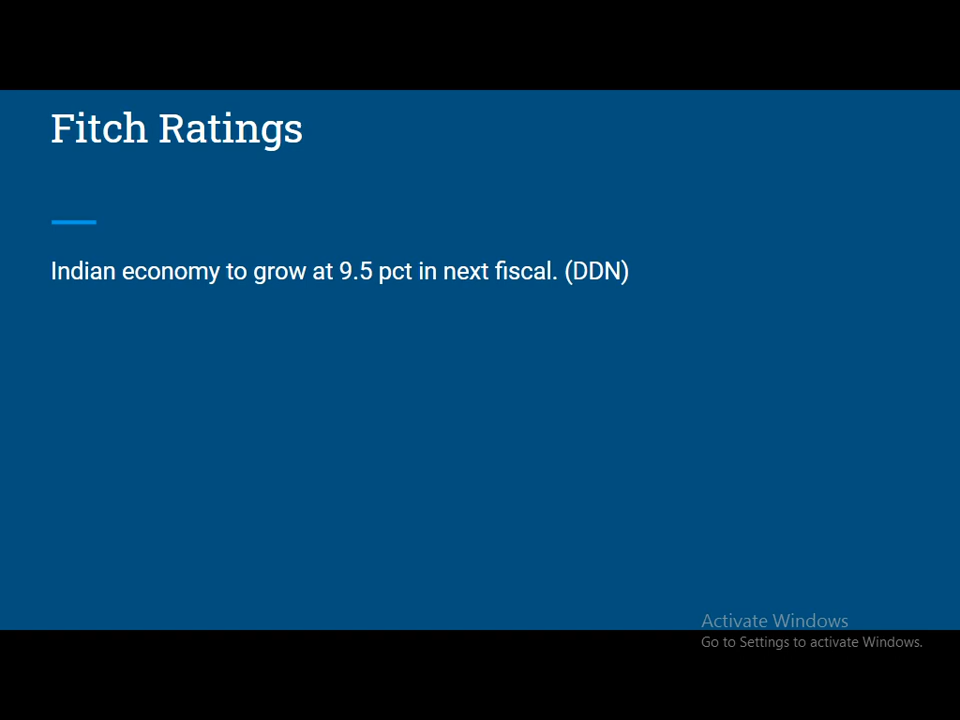 Fitch Ratings
Indian economy to grow at 9.5 pct in next fiscal. (DDN)
Activate Windows
Go to Settings to activate Windows.